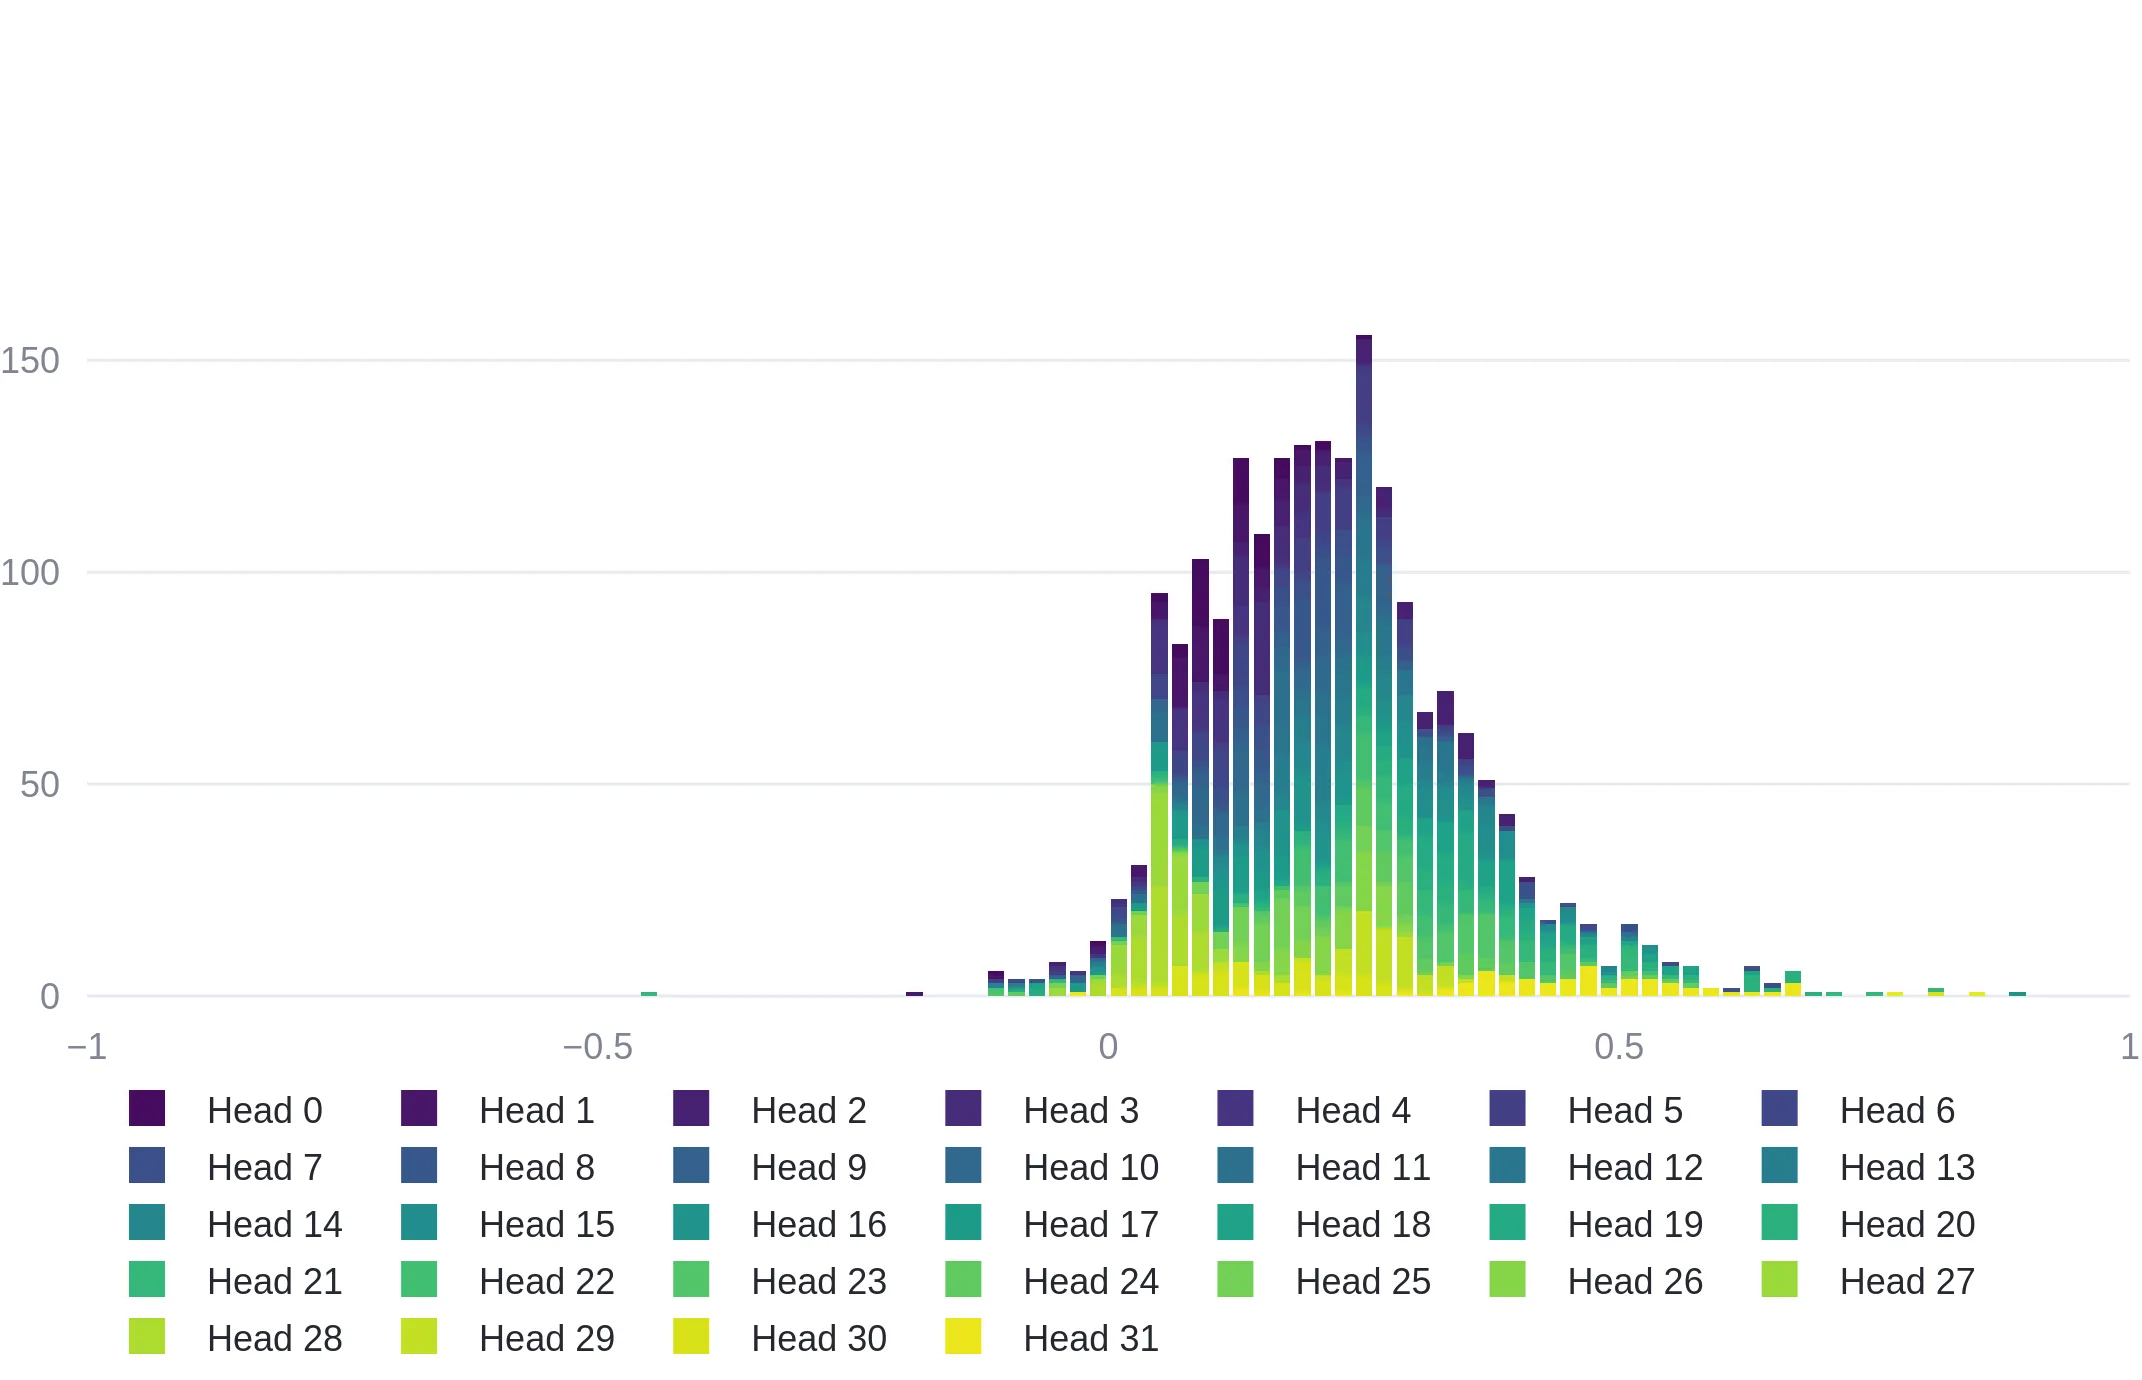 150
100
50
0
−1 −0.5 0 0.5 1
Head 0 Head 1 Head 2 Head 3 Head 4 Head 5 Head 6
Head 7 Head 8 Head 9 Head 10 Head 11 Head 12 Head 13
Head 14 Head 15 Head 16 Head 17 Head 18 Head 19 Head 20
Head 21 Head 22 Head 23 Head 24 Head 25 Head 26 Head 27
Head 28 Head 29 Head 30 Head 31